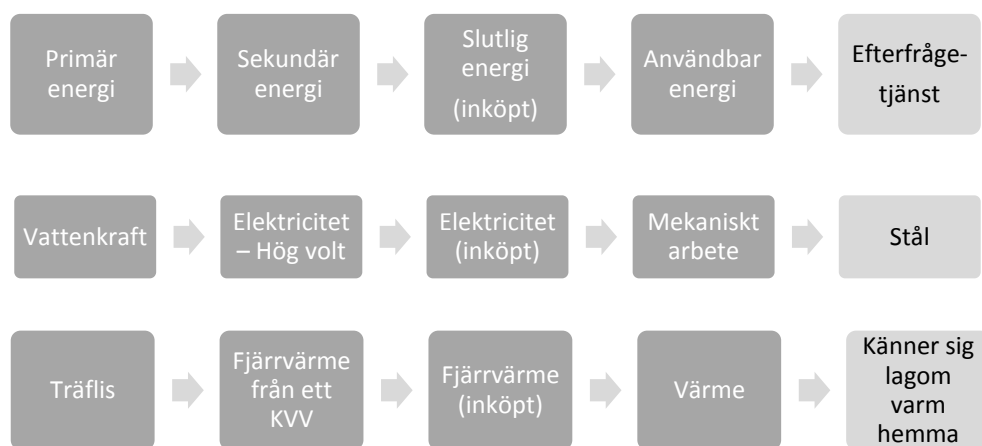 Primär
energi
Sekundär
energi
Slutlig
energi
(inköpt)
Användbar
energi
Efterfråge-
tjänst
Vattenkraft
Elektricitet
– Hög volt
Elektricitet
(inköpt)
Mekaniskt
arbete
Stål
Träflis
Fjärrvärme
från ett
KVV
Fjärrvärme
(inköpt)
Värme
Känner sig
lagom
varm
hemma